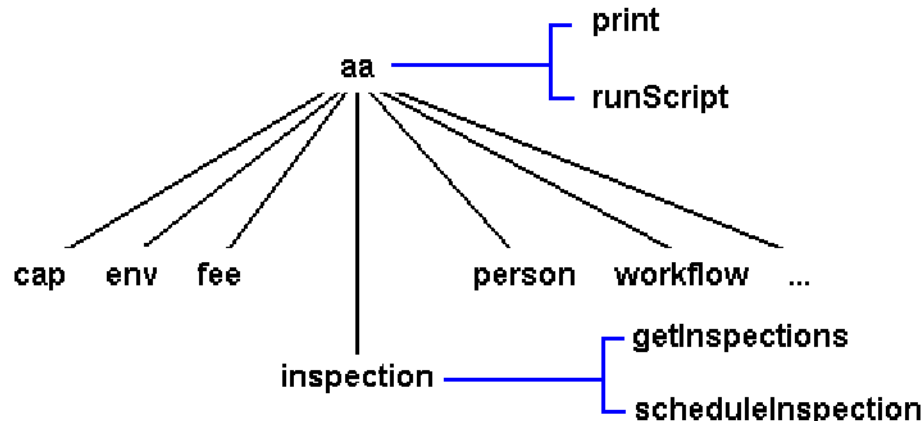 print
aa
runScript
cap env fee person workflow ...
getInspections
inspection
scheduleInspection